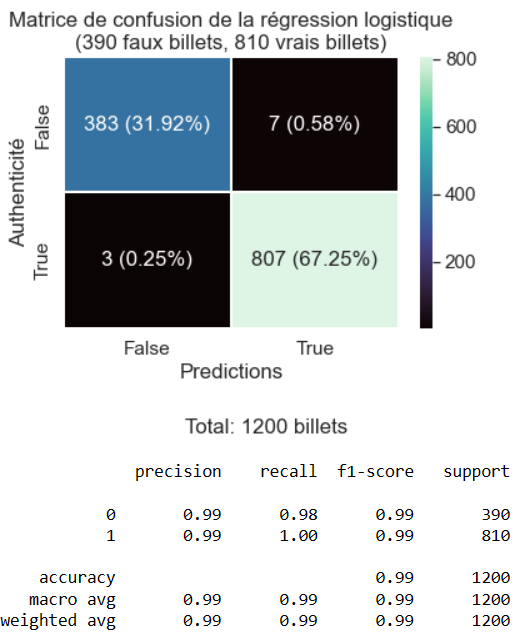 Matrice de confusion de la régression logistique
(390 faux billets, 810 vrais billets)
Authenticité
False
True
383 (31.92%) 7 (0.58%)
3 (0.25%) 807 (67.25%)
800
600
400
200
False True
Predictions
Total: 1200 billets
precision recall f1-score support
0 0.99 0.98 0.99 390
1 0.99 1.00 0.99 810
accuracy 0.99 1200
macro avg 0.99 0.99 0.99 1200
weighted avg 0.99 0.99 0.99 1200